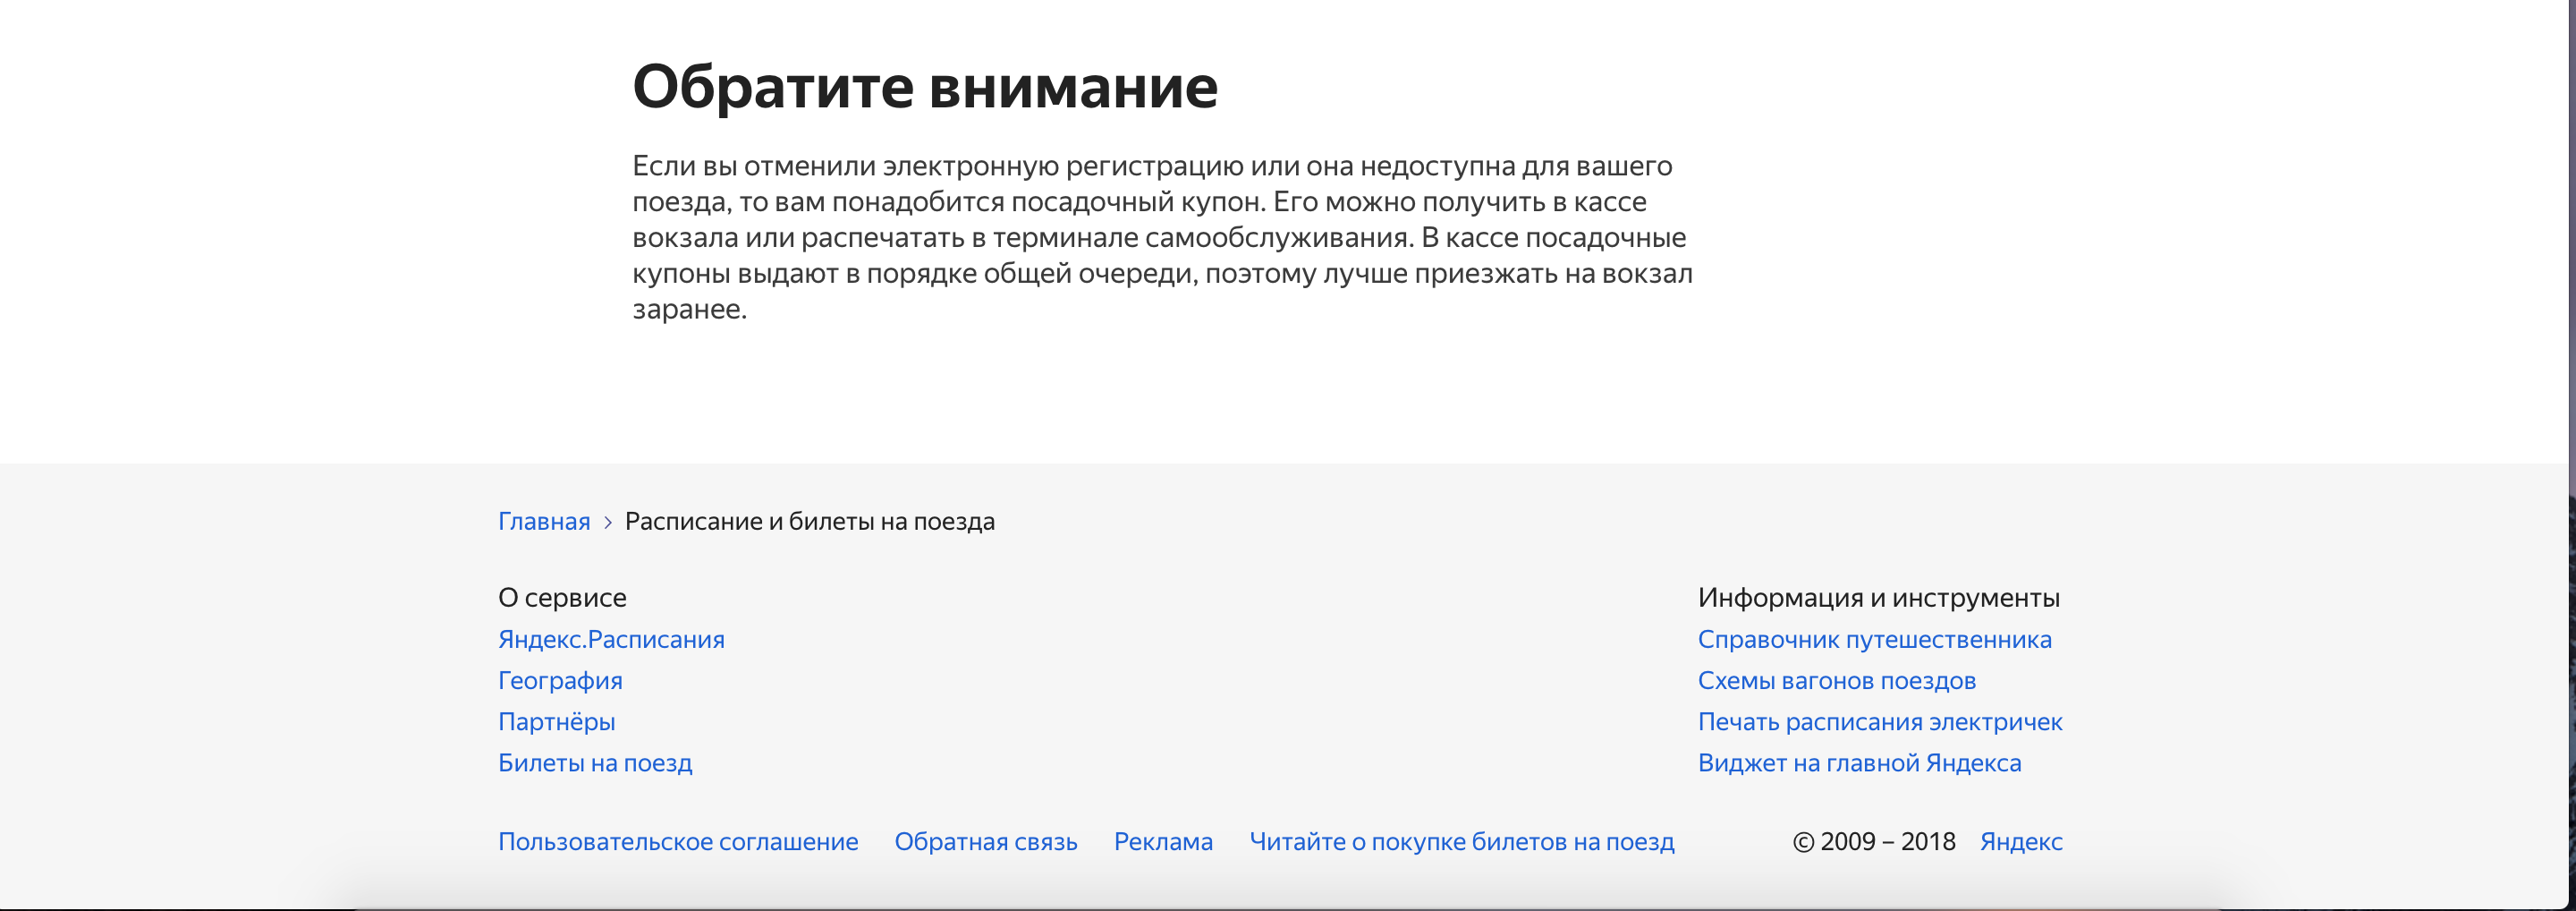 Обратите внимание
Если вы отменили электронную регистрацию или она недоступна для вашего
поезда, то вам понадобится посадочный купон. Его можно получить в кассе
вокзала или распечатать в терминале самообслуживания. В кассе посадочные
купоны выдают в порядке общей очереди, поэтому лучше приезжать на вокзал
заранее.
Главная > Расписание и билеты на поезда
О сервисе
Яндекс.Расписания
География
Партнёры
Билеты на поезд
Информация и инструменты
Справочник путешественника
Схемы вагонов поездов
Печать расписания электричек
Виджет на главной Яндекса
Пользовательское соглашение Обратная связь Реклама Читайте о покупке билетов на поезд © 2009 – 2018 Яндекс